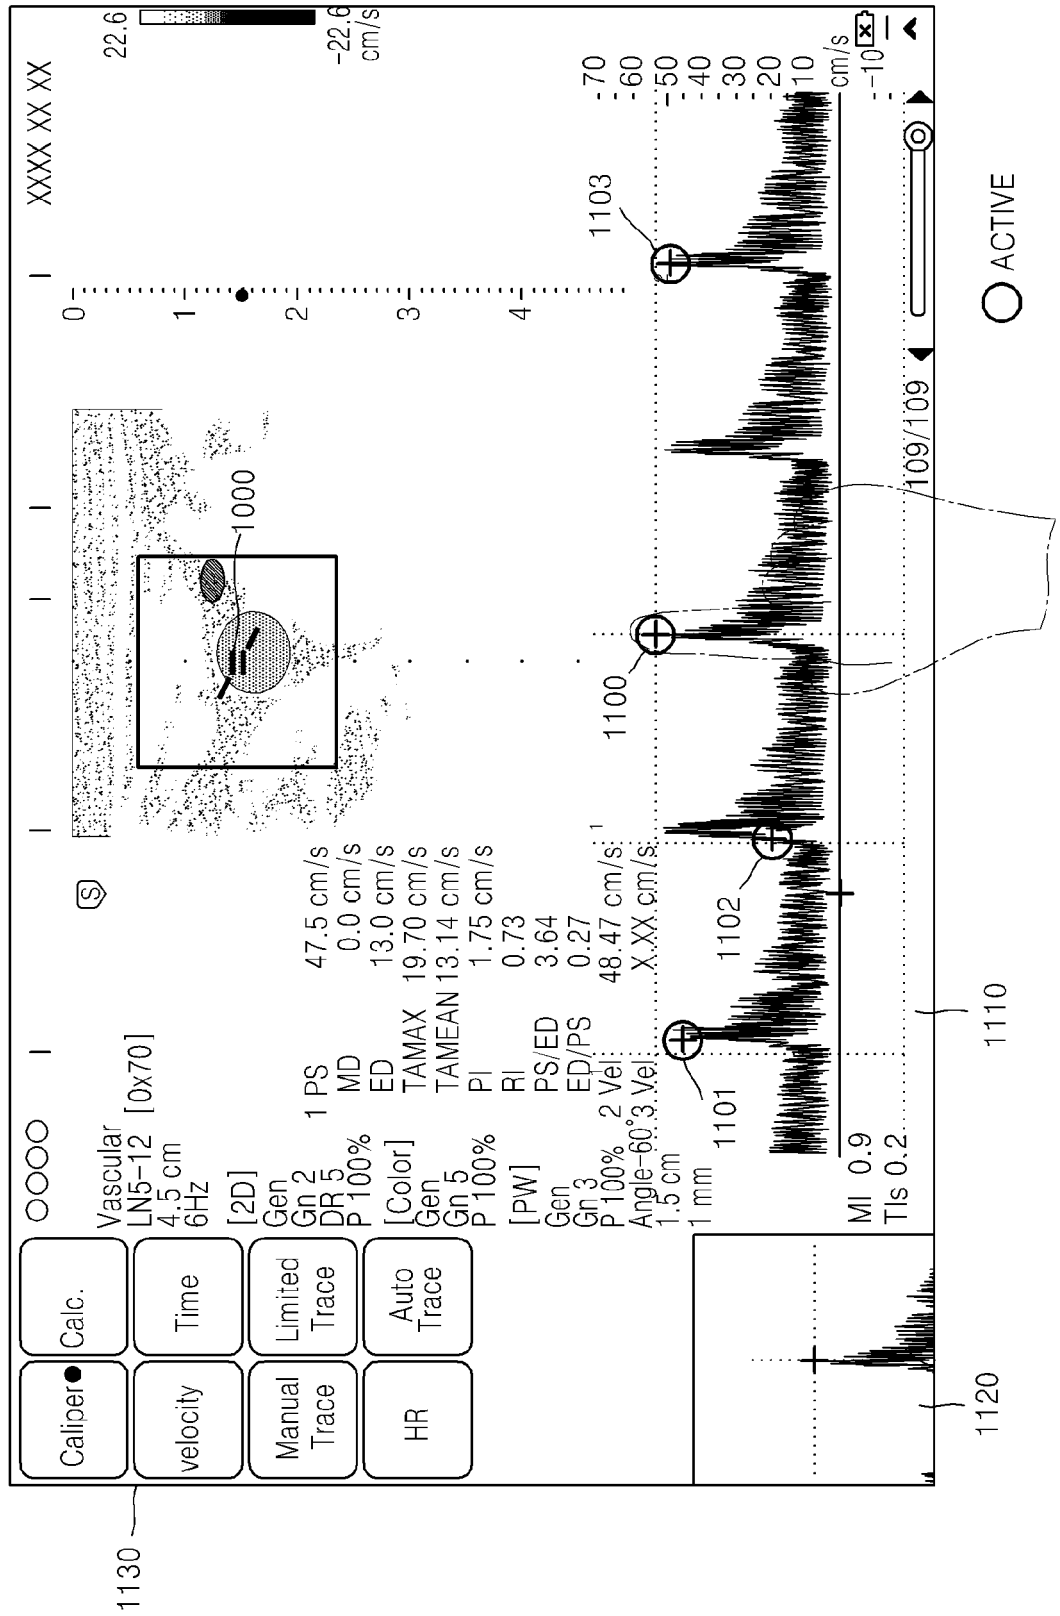 1130
Caliper
Calc.
velocity
Time
Manual
Trace
Limited
Trace
HR
Auto
Trace
1120
XXXX XX XX
Vascular
LN5-12 [0x70]
4.5 cm
6Hz
[2D]
Gen
Gn 2
DR 5
P 100%
[Color]
Gen
Gn 5
P 100%
[PW]
Gen
Gn 3
P 100%
Angle-60°
1.5 cm
1 mm
1 PS 47.5 cm/s
MD 0.0 cm/s
ED 13.0 cm/s
TAMAX 19.70 cm/s
TAMEAN 13.14 cm/s
PI 1.75 cm/s
RI 0.73
PS/ED 3.64
ED/PS 0.27
2 Vel 48.47 cm/s
3 Vel X.XX cm/s
1
S
1000
0
1
2
3
4
22.6
-22.6
cm/s
1101
1102
1100
1103
70
60
50
40
30
20
10
cm/s
-10
MI 0.9
TIs 0.2
109/109
1110
ACTIVE